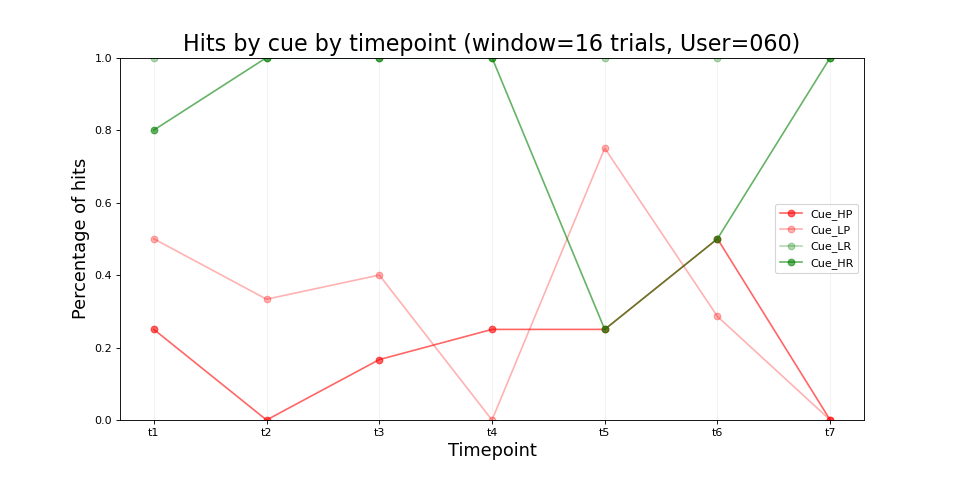 Hits by cue by timepoint (window=16 trials, User=060)
Percentage of hits
1.0
0.8
0.6
0.4
0.2
0.0
Cue_HP
Cue_LP
Cue_LR
Cue_HR
t1 t2 t3 t4 t5 t6 t7
Timepoint